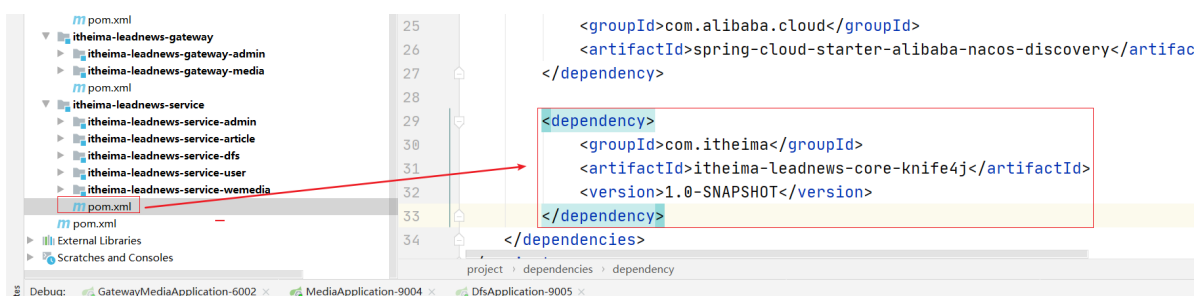 pom.xml
itheima-leadnews-gateway
itheima-leadnews-gateway-admin
itheima-leadnews-gateway-media
pom.xml
itheima-leadnews-service
itheima-leadnews-service-admin
itheima-leadnews-service-article
itheima-leadnews-service-dfs
itheima-leadnews-service-user
itheima-leadnews-service-wemedia
pom.xml
pom.xml
External Libraries
Scratches and Consoles
25 <groupId>com.alibaba.cloud</groupId>
26 <artifactId>spring-cloud-starter-alibaba-nacos-discovery</artifac
27 </dependency>
28
29 <dependency>
30 <groupId>com.itheima</groupId>
31 <artifactId>itheima-leadnews-core-knife4j</artifactId>
32 <version>1.0-SNAPSHOT</version>
33 </dependency>
34 </dependencies>
project › dependencies › dependency
Debug: GatewayMediaApplication-6002 × MediaApplication-9004 × DfsApplication-9005 ×